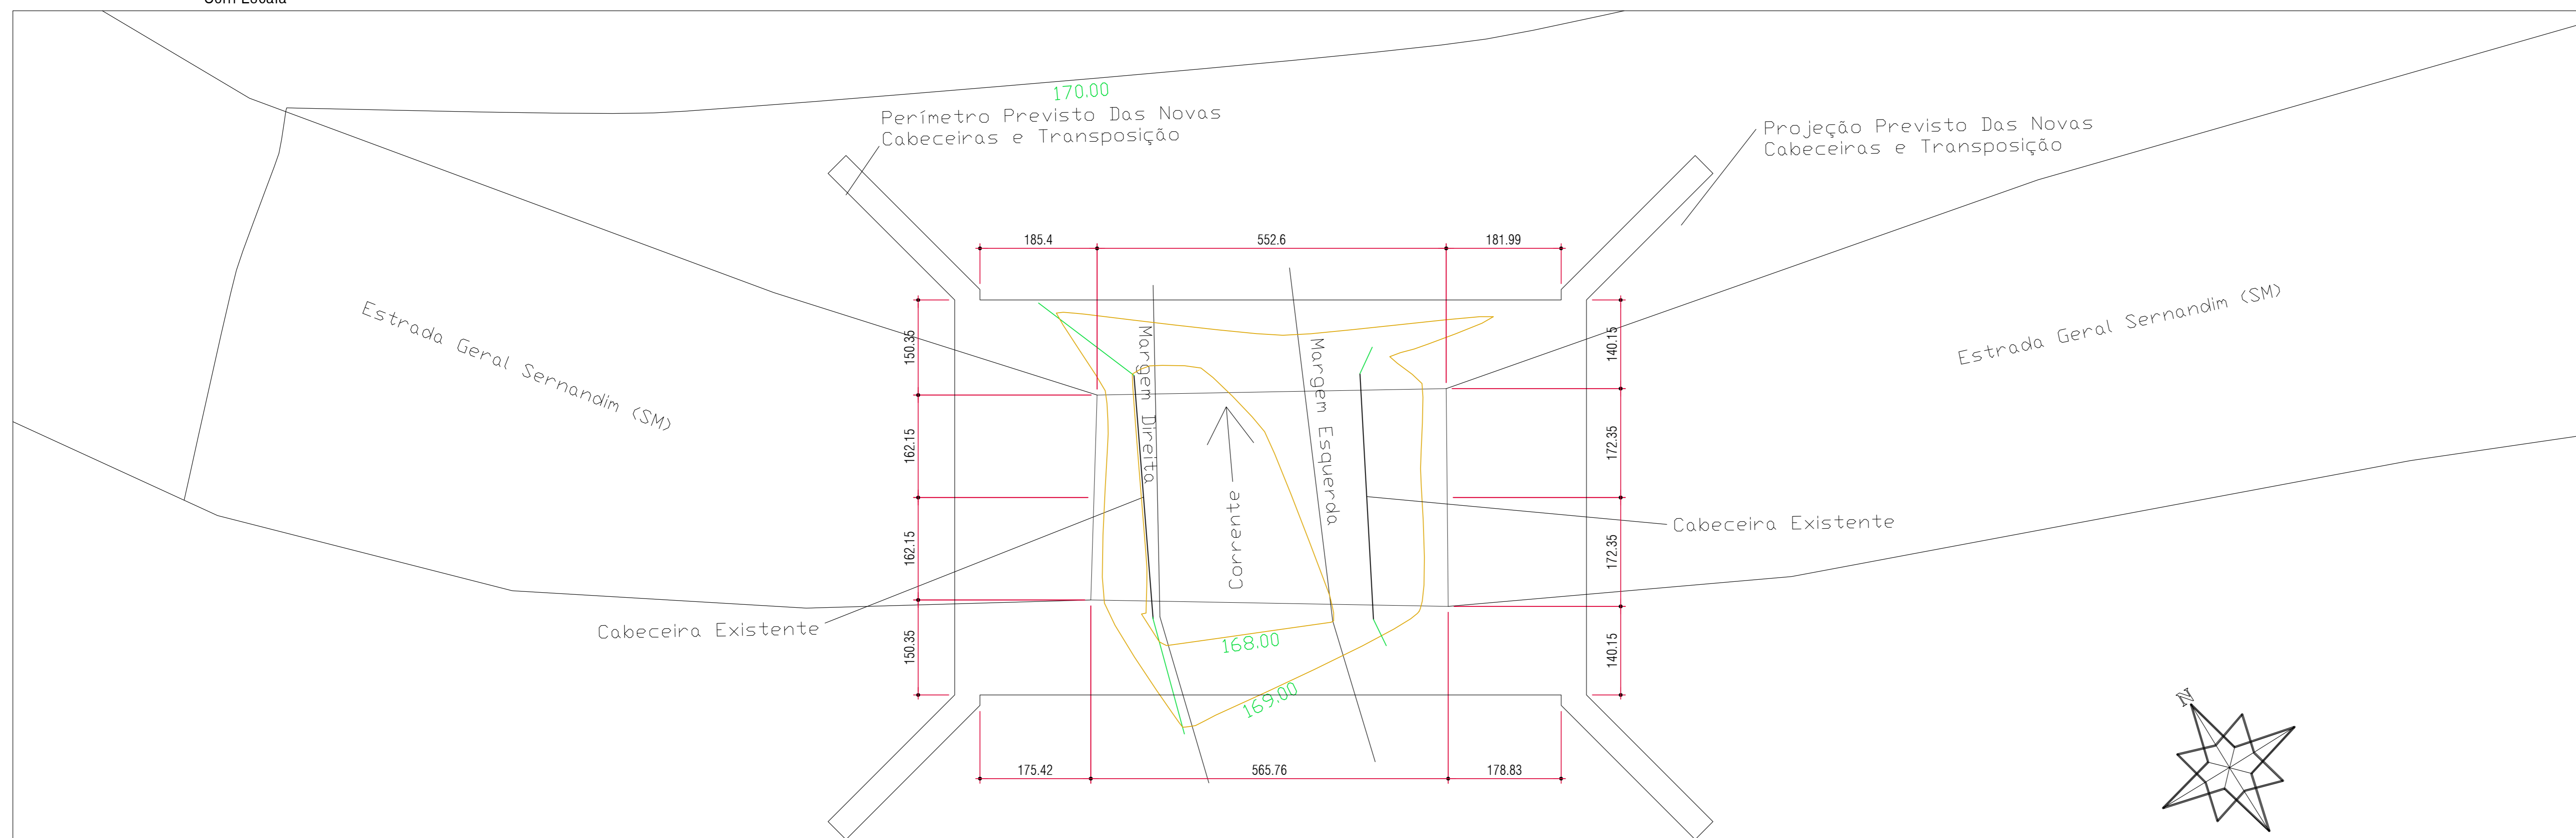 170.00
Perímetro Previsto Das Novas
Cabeceiras e Transposição
Projeção Previsto Das Novas
Cabeceiras e Transposição
185.4
552.6
181.99
Estrada Geral Sernandim (SM)
Estrada Geral Sernandim (SM)
150.35
162.15
162.15
150.35
Margem Direita
Corrente
Margem Esquerda
140.15
172.35
172.35
140.15
Cabeceira Existente
Cabeceira Existente
168.00
169.00
175.42
565.76
178.83
N